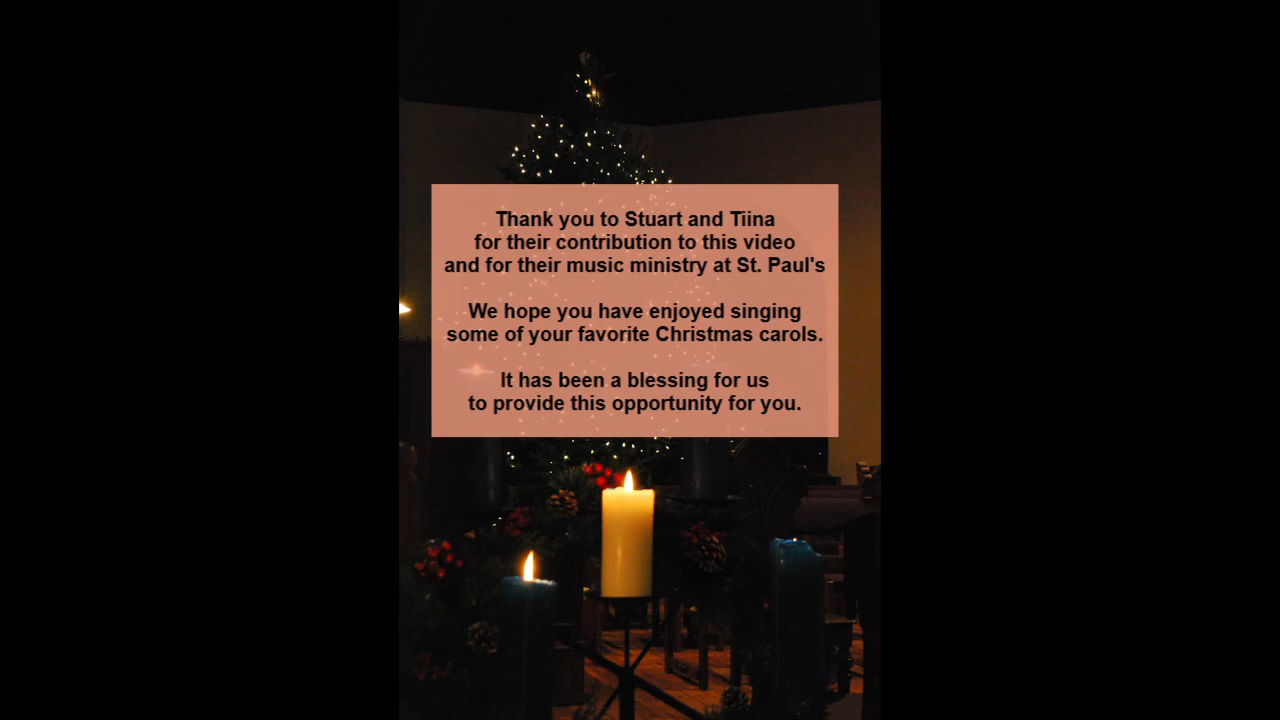 Thank you to Stuart and Tiina
for their contribution to this video
and for their music ministry at St. Paul's
We hope you have enjoyed singing
some of your favorite Christmas carols.
It has been a blessing for us
to provide this opportunity for you.